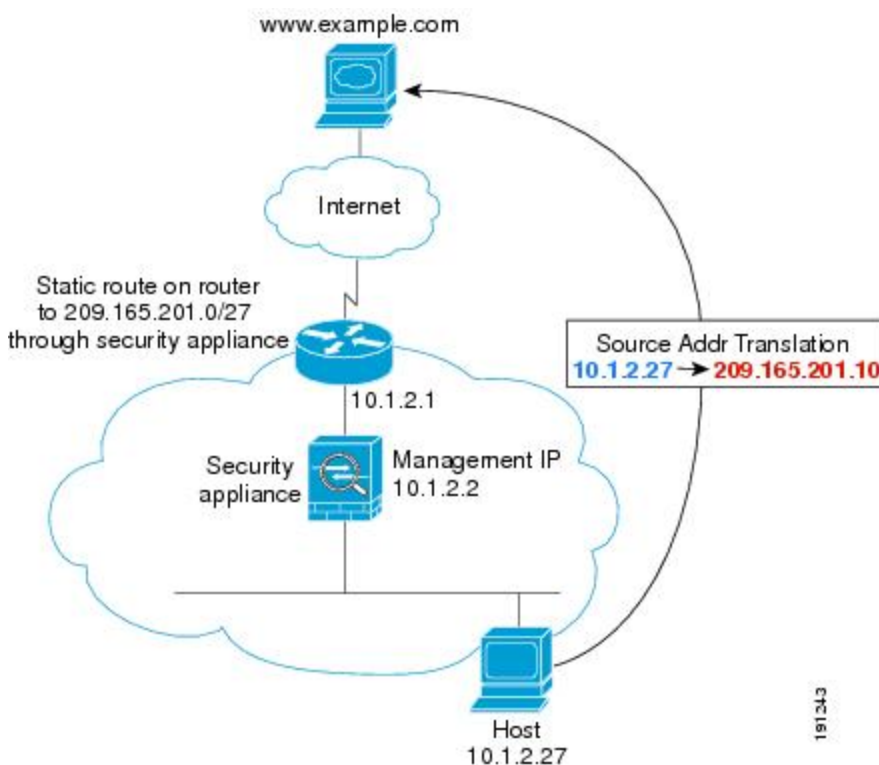 www.example.com
Internet
Static route on router
to 209.165.201.0/27
through security appliance
Source Addr Translation
10.1.2.27 → 209.165.201.10
10.1.2.1
Security
appliance
Management IP
10.1.2.2
Host
10.1.2.27
191243